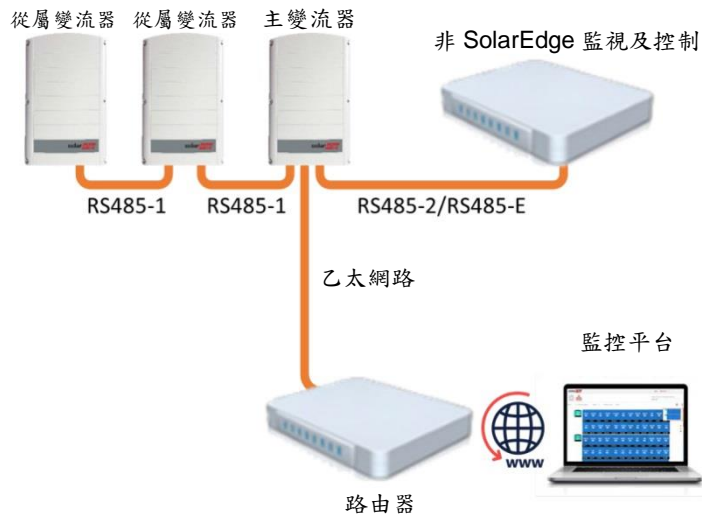 從屬變流器 從屬變流器 主變流器
非 SolarEdge 監視及控制
RS485-1 RS485-1 RS485-2/RS485-E
乙太網路
監控平台
www
路由器